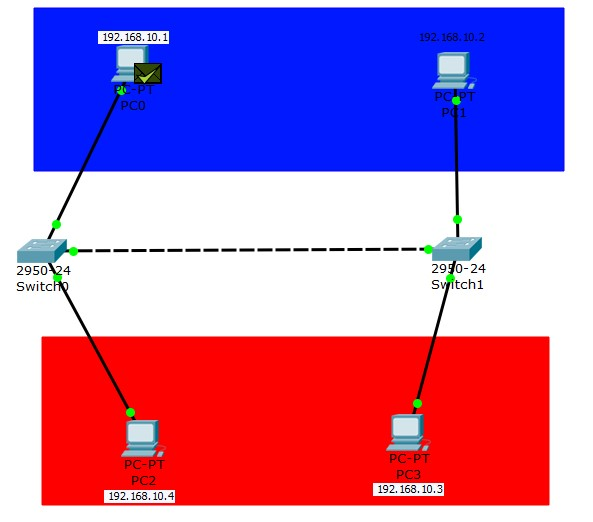 192.168.10.1
PC-PT
PC0
192.168.10.2
PC-PT
PC1
2950-24
Switch0
2950-24
Switch1
PC-PT
PC2
192.168.10.4
PC-PT
PC3
192.168.10.3